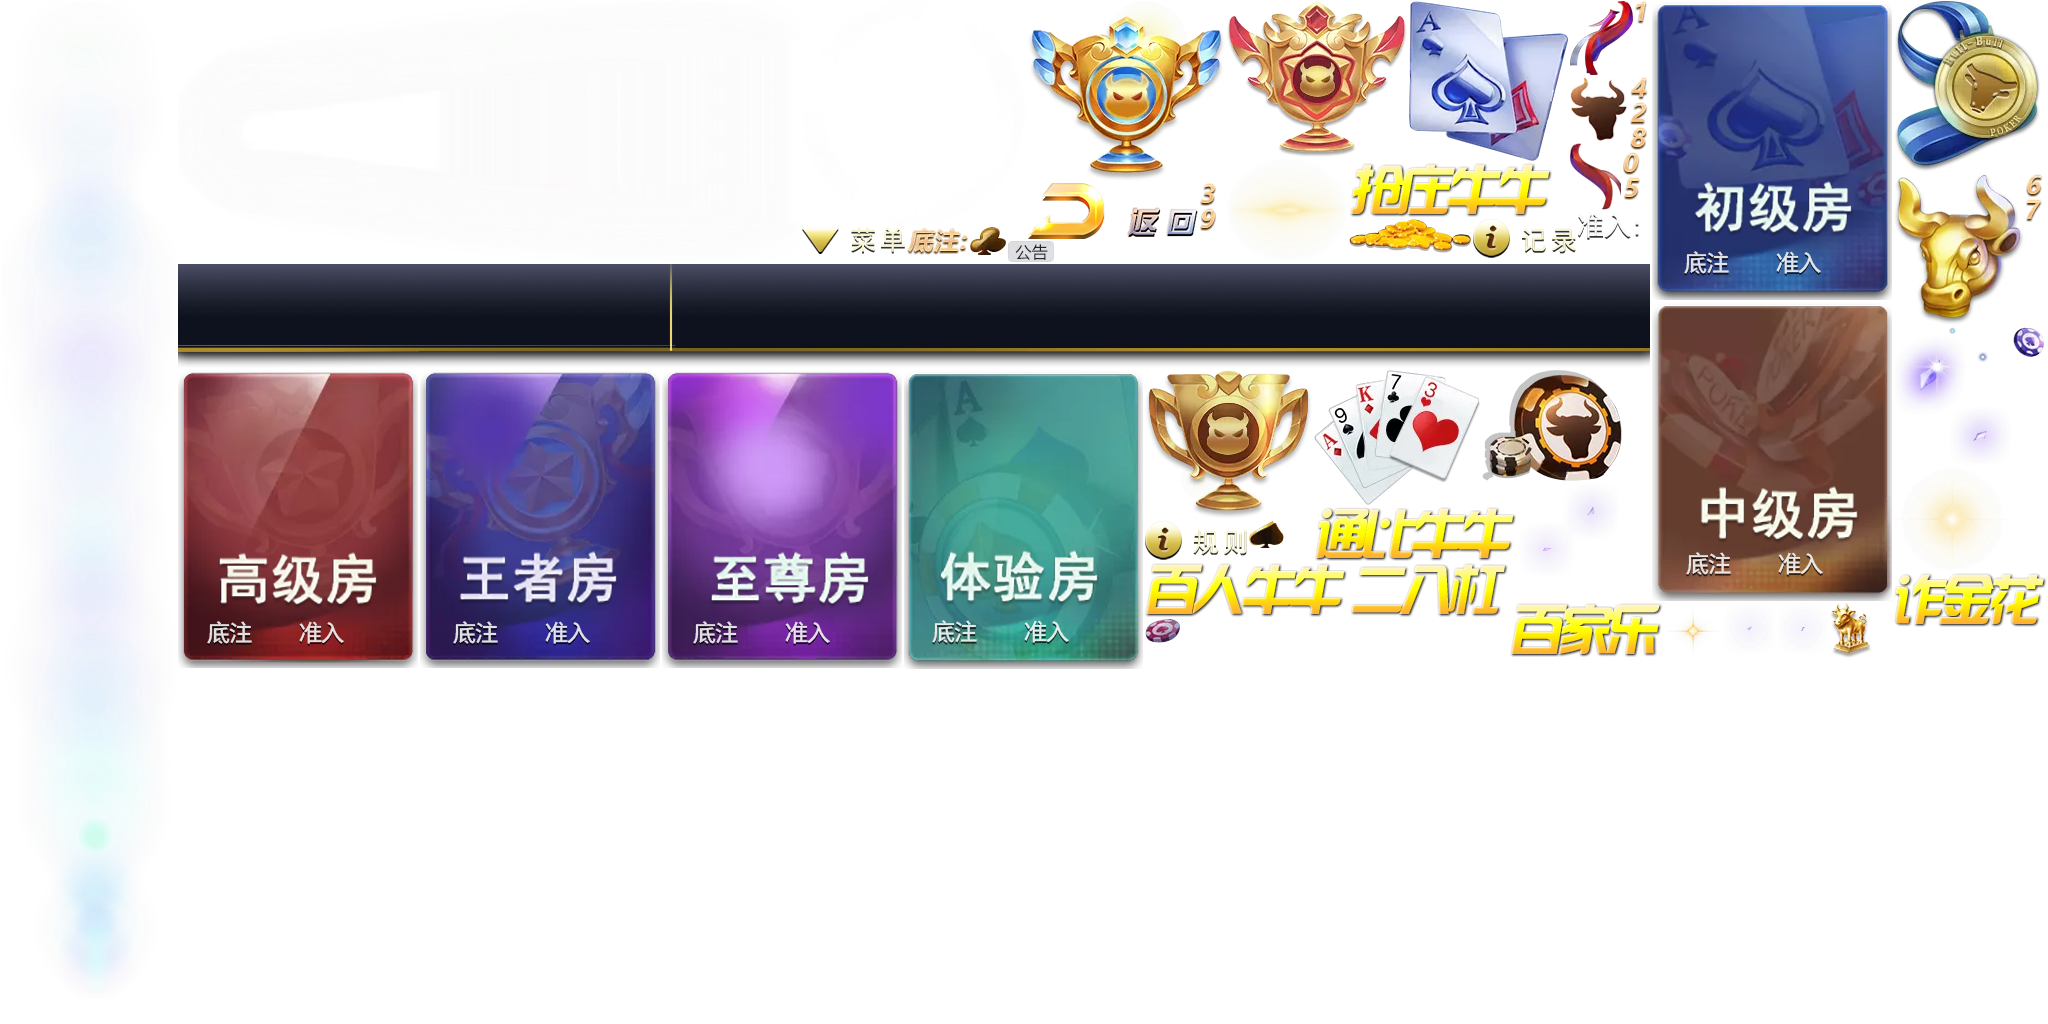 A
1
4
2
8
0
5
A
Bull-Bull
POKER
初级房
底注 准入
抢庄牛牛
3
9
返回
菜单
底注:
公告
记录
准入:
6
7
中级房
底注 准入
高级房
底注 准入
王者房
底注 准入
至尊房
底注 准入
A
体验房
底注 准入
A
9
K
7
3
规则
通比牛牛
百人牛牛
二八杠
百家乐
诈金花
POKER